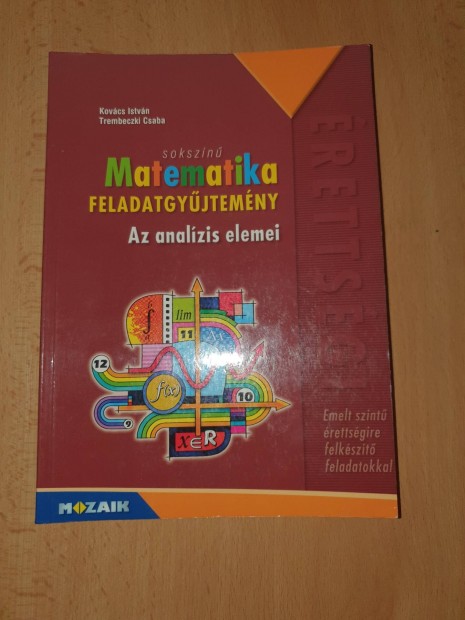 Kovács István
Trembeczki Csaba
sokszínű
Matematika
FELADATGYŰJTEMÉNY
Az analízis elemei
ÉRETTSÉGI
∫
lim
11
12
f(x)
10
9
x∈R
Emelt szintű
érettségire
felkészítő
feladatokkal
MOZAIK